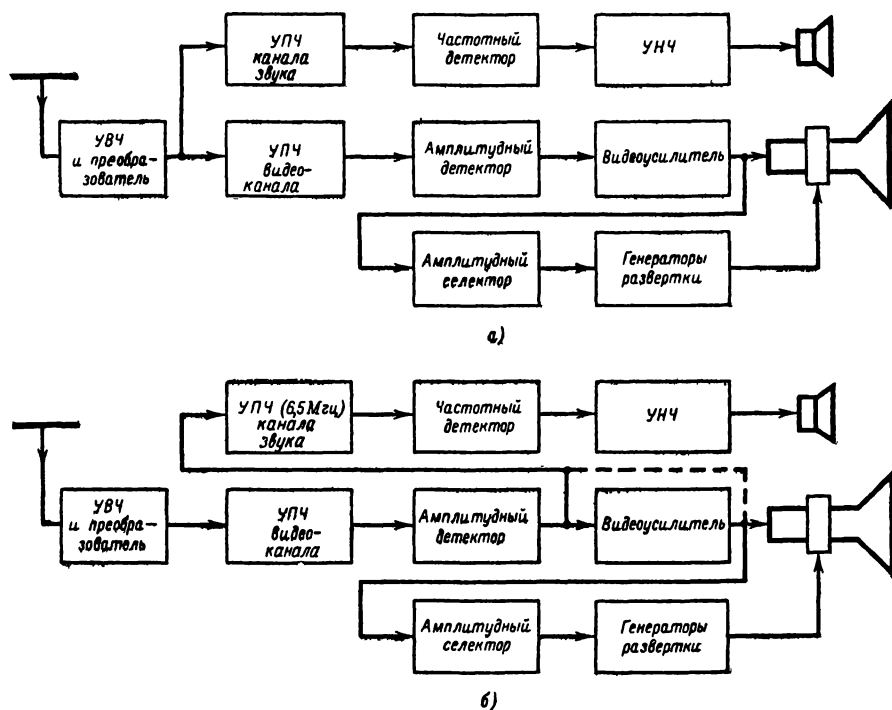 УПЧ
канала
звука
Частотный
детектор
УНЧ
УВЧ
и преобра-
зователь
УПЧ
видео-
канала
Амплитудный
детектор
Видеоусилитель
Амплитудный
селектор
Генераторы
развертки
а)
УПЧ (6,5 Мгц)
канала
звука
Частотный
детектор
УНЧ
УВЧ
и преобра-
зователь
УПЧ
видео-
канала
Амплитудный
детектор
Видеоусилитель
Амплитудный
селектор
Генераторы
развертки
б)